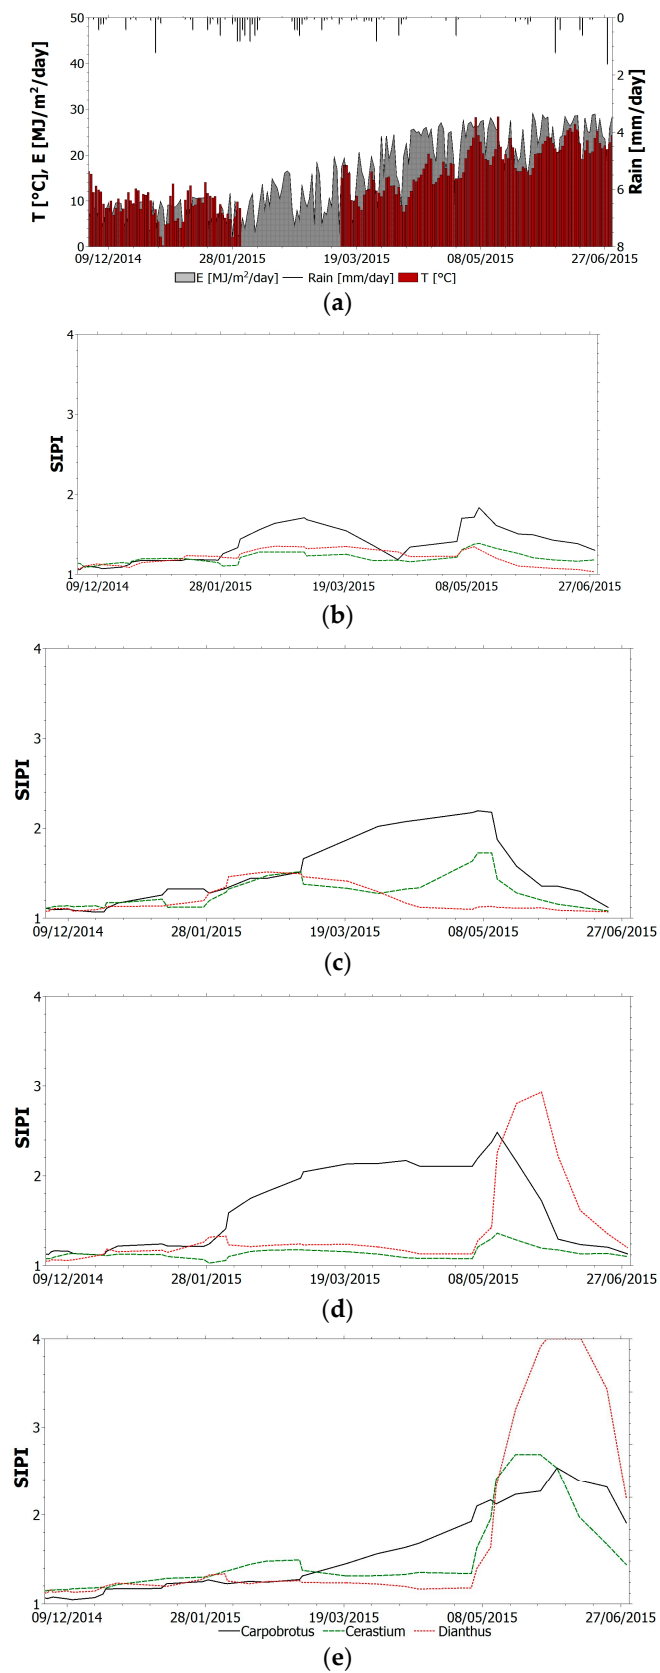 50
40
30
20
10
0
T [°C], E [MJ/m²/day]
0
2
4
6
8
Rain [mm/day]
09/12/2014 28/01/2015 19/03/2015 08/05/2015 27/06/2015
E [MJ/m²/day] Rain [mm/day] T [°C]
(a)
4
3
2
1
SIPI
09/12/2014 28/01/2015 19/03/2015 08/05/2015 27/06/2015
(b)
4
3
2
1
SIPI
09/12/2014 28/01/2015 19/03/2015 08/05/2015 27/06/2015
(c)
4
3
2
1
SIPI
09/12/2014 28/01/2015 19/03/2015 08/05/2015 27/06/2015
(d)
4
3
2
1
SIPI
09/12/2014 28/01/2015 19/03/2015 08/05/2015 27/06/2015
Carpobrotus Cerastium Dianthus
(e)